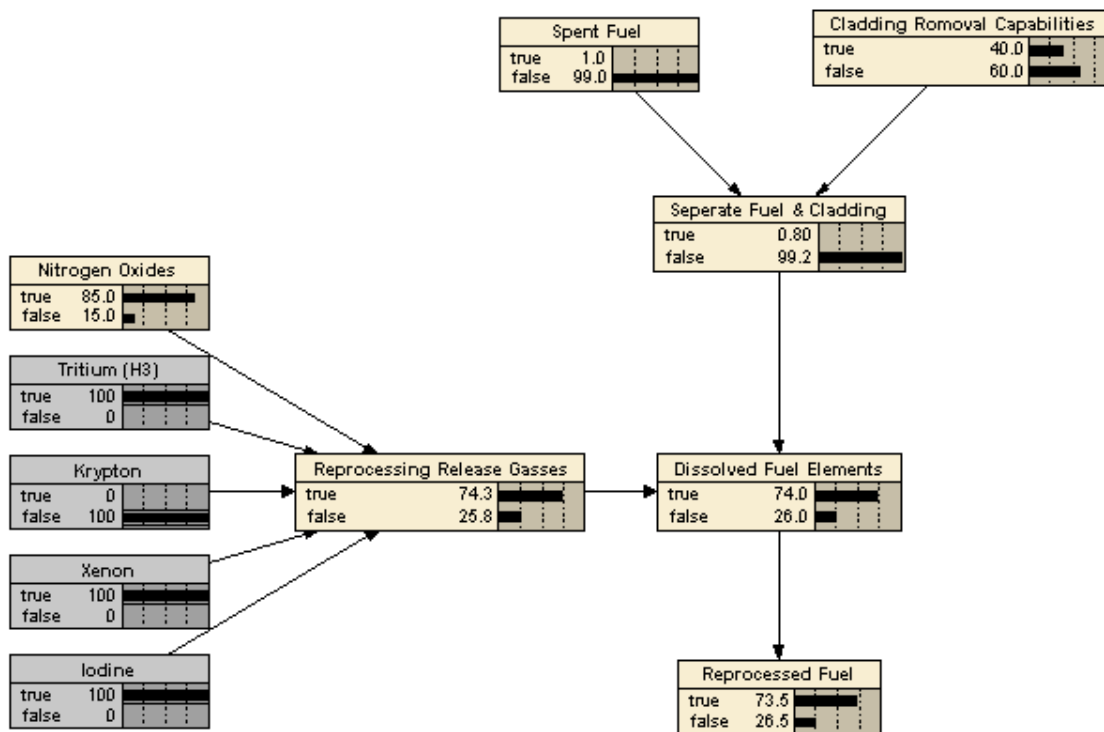 Spent Fuel
true 1.0
false 99.0
Cladding Romoval Capabilities
true 40.0
false 60.0
Seperate Fuel & Cladding
true 0.80
false 99.2
Nitrogen Oxides
true 85.0
false 15.0
Tritium (H3)
true 100
false 0
Krypton
true 0
false 100
Xenon
true 100
false 0
Iodine
true 100
false 0
Reprocessing Release Gasses
true 74.3
false 25.8
Dissolved Fuel Elements
true 74.0
false 26.0
Reprocessed Fuel
true 73.5
false 26.5